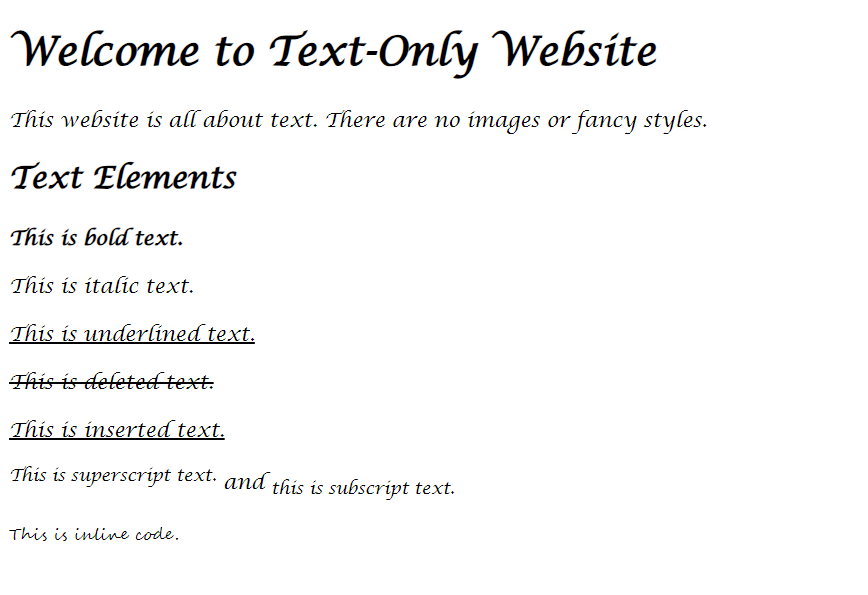 Welcome to Text-Only Website
This website is all about text. There are no images or fancy styles.
Text Elements
This is bold text.
This is italic text.
This is underlined text.
This is deleted text.
This is inserted text.
This is superscript text. and this is subscript text.
This is inline code.